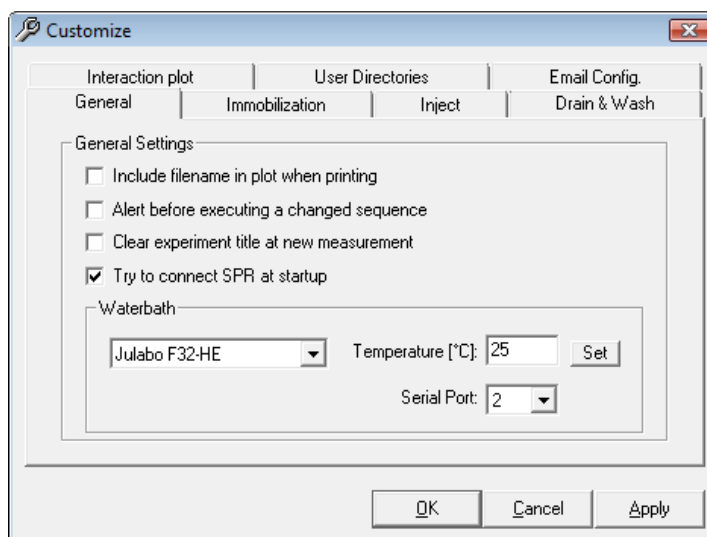 Customize
Interaction plot User Directories Email Config.
General Immobilization Inject Drain & Wash
General Settings
Include filename in plot when printing
Alert before executing a changed sequence
Clear experiment title at new measurement
Try to connect SPR at startup
Waterbath
Julabo F32-HE Temperature [°C]: 25 Set
Serial Port: 2
OK Cancel Apply